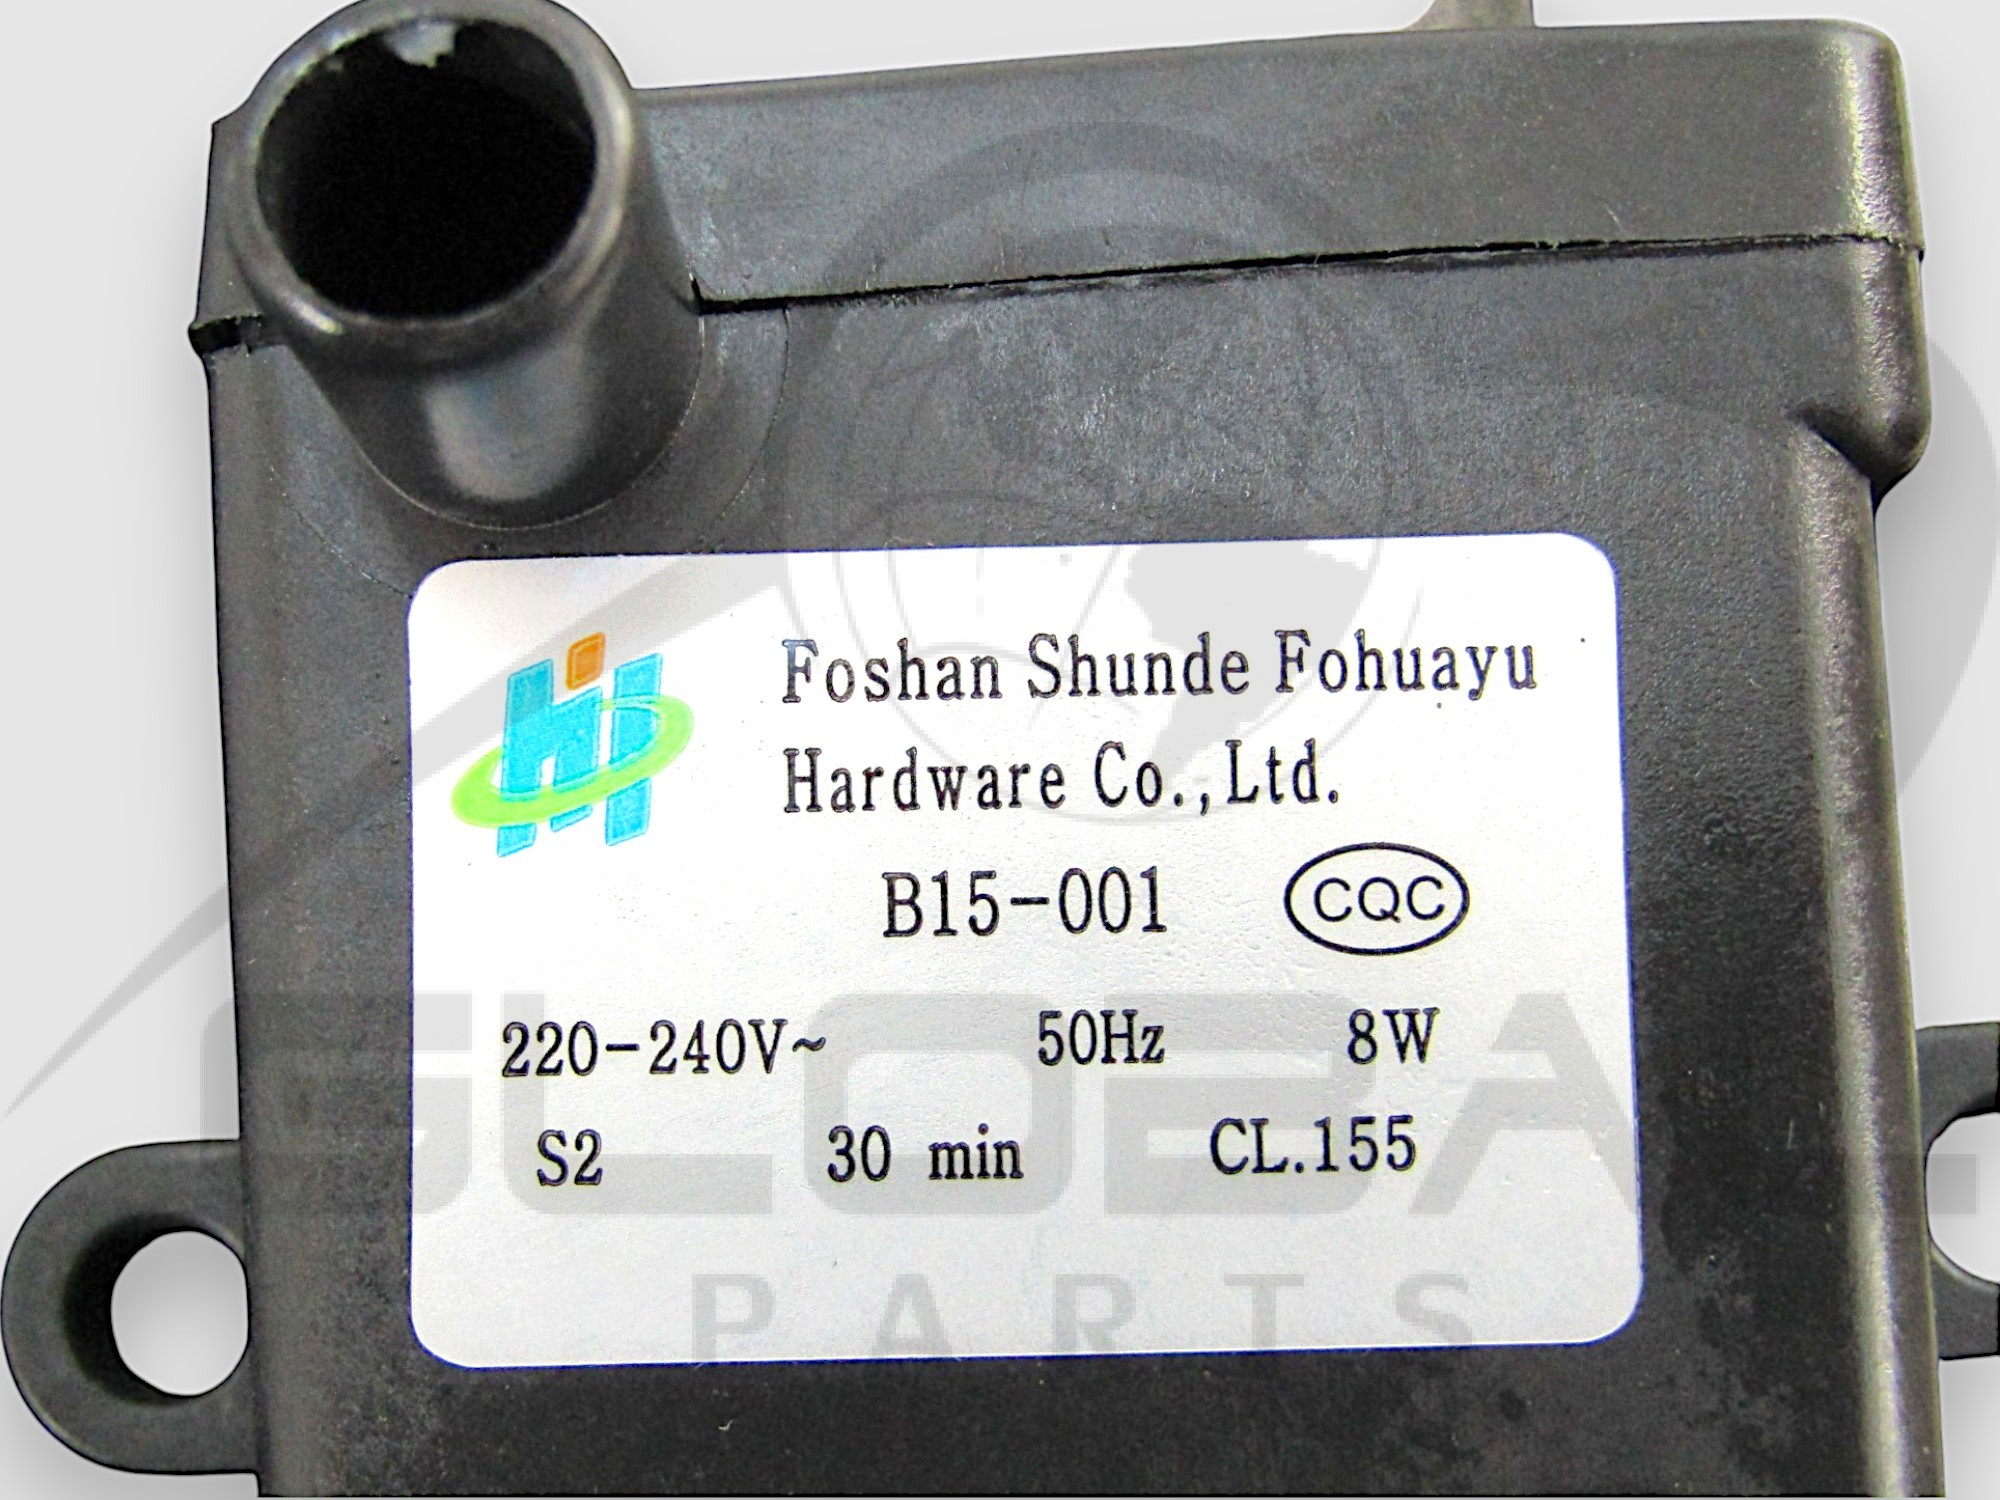 Foshan Shunde Fohuayu
Hardware Co.,Ltd.
B15-001 CQC
220-240V~ 50Hz 8W
S2 30 min CL.155
GLOBAL
PARTS